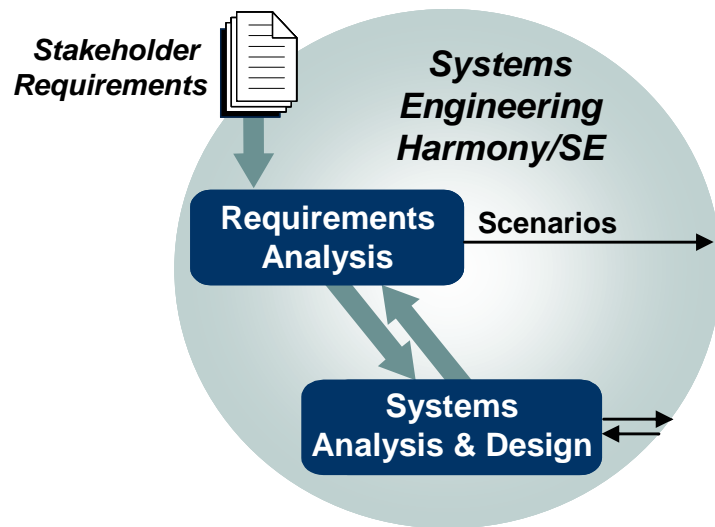 Stakeholder
Requirements
Systems
Engineering
Harmony/SE
Requirements
Analysis
Scenarios
Systems
Analysis & Design